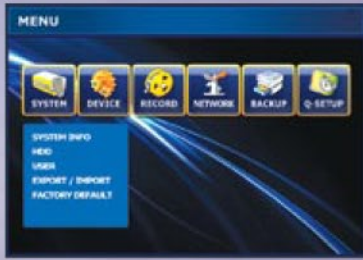 MENU
SYSTEM DEVICE RECORD NETWORK BACKUP Q-SETUP
SYSTEM INFO
HDD
USER
EXPORT / IMPORT
FACTORY DEFAULT